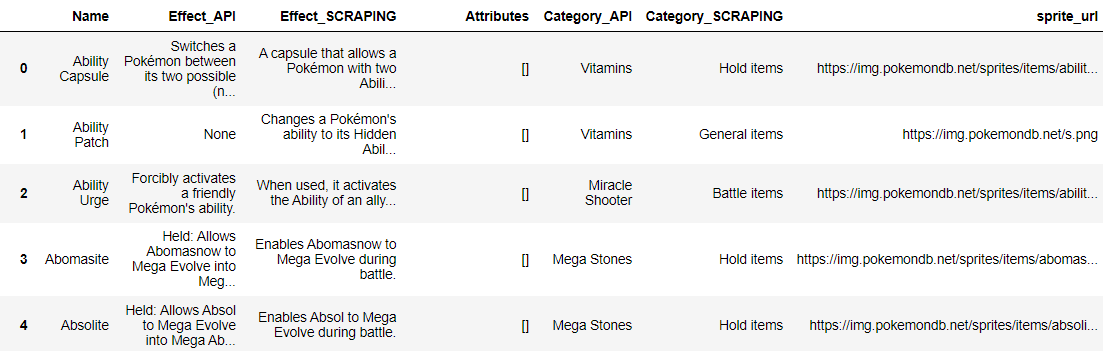 Name Effect_API Effect_SCRAPING Attributes Category_API Category_SCRAPING sprite_url
0 Ability Capsule Switches a Pokémon between its two possible (n... A capsule that allows a Pokémon with two Abili... [] Vitamins Hold items https://img.pokemondb.net/sprites/items/abilit...
1 Ability Patch None Changes a Pokémon's ability to its Hidden Abil... [] Vitamins General items https://img.pokemondb.net/s.png
2 Ability Urge Forcibly activates a friendly Pokémon's ability. When used, it activates the Ability of an ally... [] Miracle Shooter Battle items https://img.pokemondb.net/sprites/items/abilit...
3 Abomasite Held: Allows Abomasnow to Mega Evolve into Meg... Enables Abomasnow to Mega Evolve during battle. [] Mega Stones Hold items https://img.pokemondb.net/sprites/items/abomas...
4 Absolite Held: Allows Absol to Mega Evolve into Mega Ab... Enables Absol to Mega Evolve during battle. [] Mega Stones Hold items https://img.pokemondb.net/sprites/items/absoli...